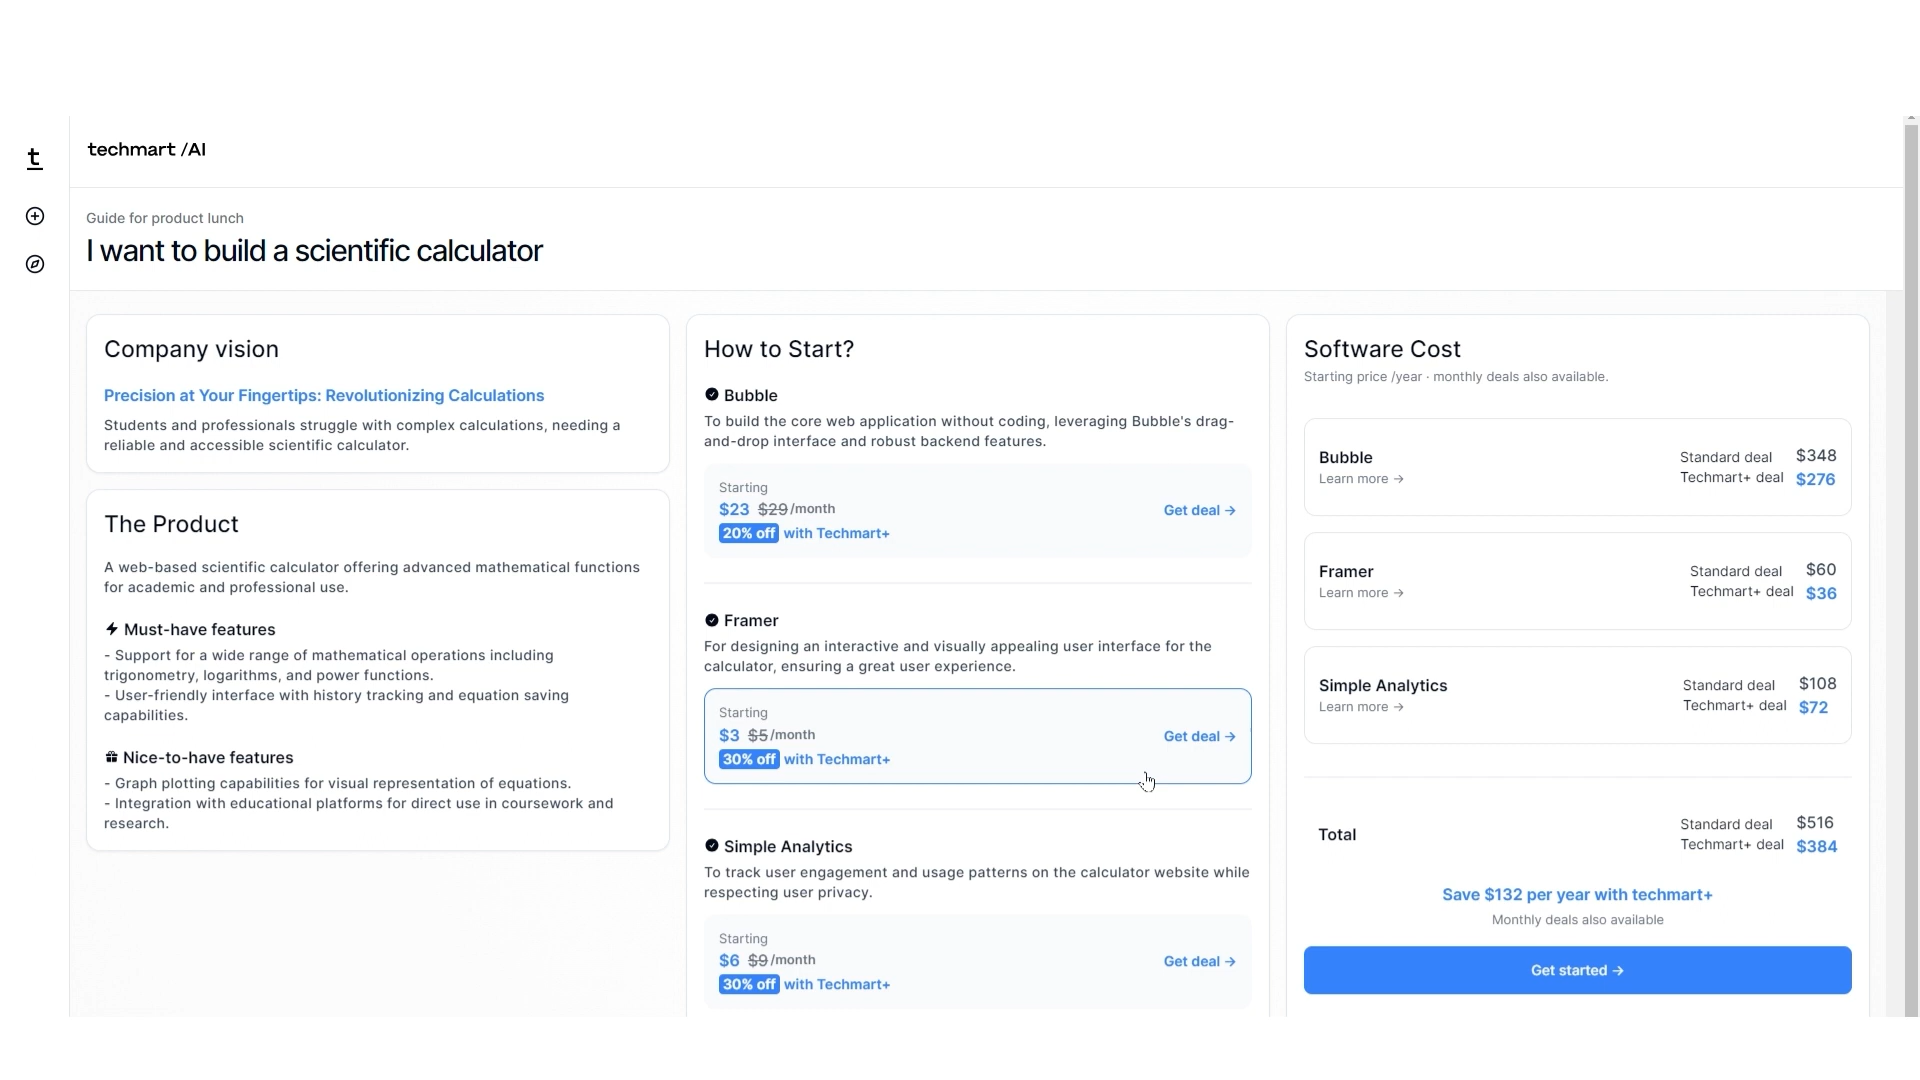 t
techmart /AI
Guide for product lunch
I want to build a scientific calculator
Company vision
Precision at Your Fingertips: Revolutionizing Calculations
Students and professionals struggle with complex calculations, needing a
reliable and accessible scientific calculator.
The Product
A web-based scientific calculator offering advanced mathematical functions
for academic and professional use.
Must-have features
- Support for a wide range of mathematical operations including
trigonometry, logarithms, and power functions.
- User-friendly interface with history tracking and equation saving
capabilities.
Nice-to-have features
- Graph plotting capabilities for visual representation of equations.
- Integration with educational platforms for direct use in coursework and
research.
How to Start?
Bubble
To build the core web application without coding, leveraging Bubble's drag-
and-drop interface and robust backend features.
Starting
$23 $29/month
Get deal →
20% off with Techmart+
Framer
For designing an interactive and visually appealing user interface for the
calculator, ensuring a great user experience.
Starting
$3 $5/month
Get deal →
30% off with Techmart+
Simple Analytics
To track user engagement and usage patterns on the calculator website while
respecting user privacy.
Starting
$6 $9/month
Get deal →
30% off with Techmart+
Software Cost
Starting price /year · monthly deals also available.
Bubble
Learn more →
Standard deal $348
Techmart+ deal $276
Framer
Learn more →
Standard deal $60
Techmart+ deal $36
Simple Analytics
Learn more →
Standard deal $108
Techmart+ deal $72
Total
Standard deal $516
Techmart+ deal $384
Save $132 per year with techmart+
Monthly deals also available
Get started →